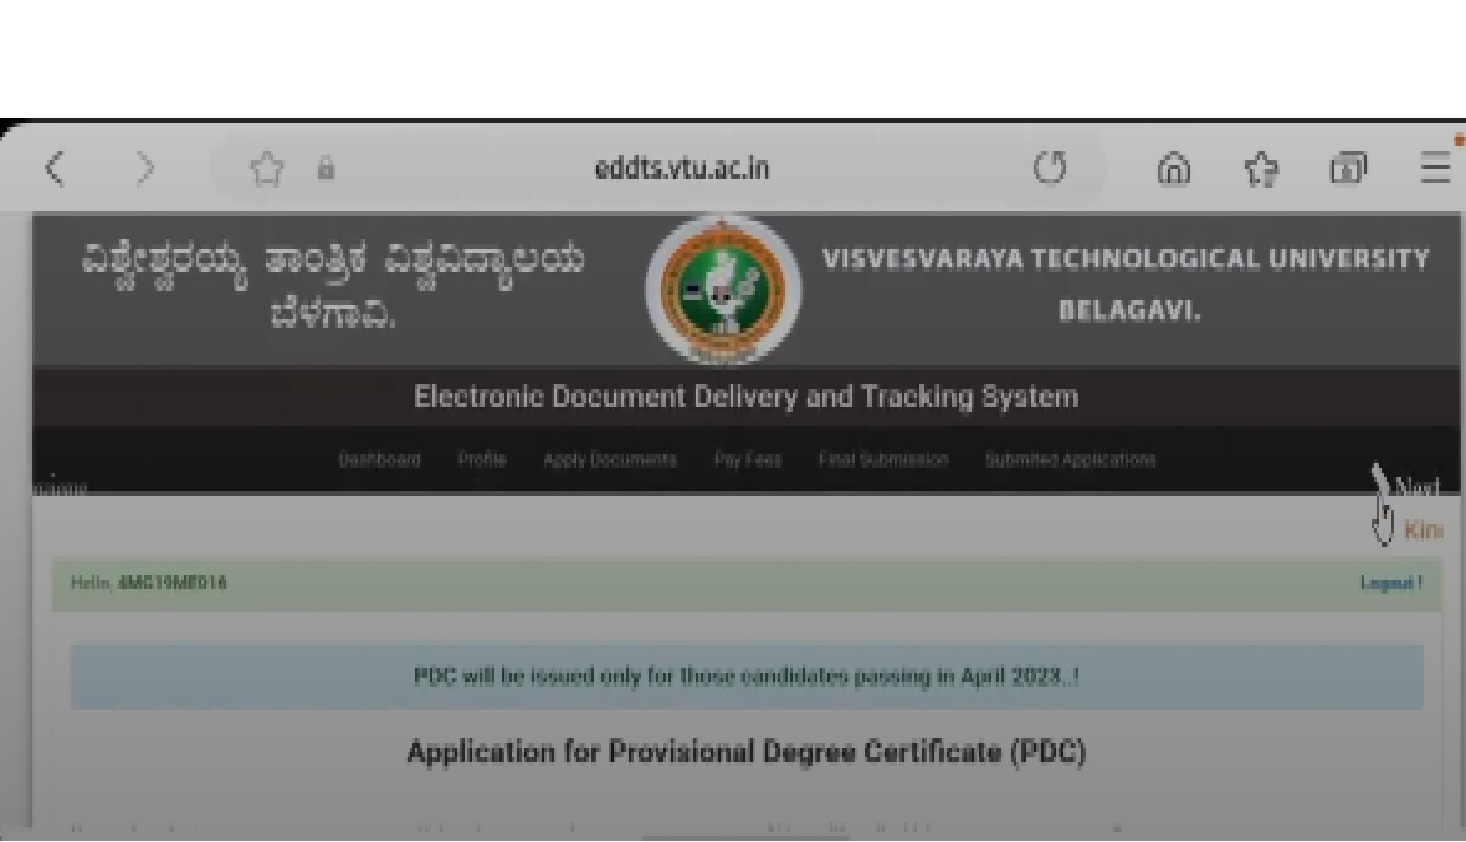 eddts.vtu.ac.in
ವಿಶ್ವೇಶ್ವರಯ್ಯ ತಾಂತ್ರಿಕ ವಿಶ್ವವಿದ್ಯಾಲಯ
ಬೆಳಗಾವಿ.
VISVESVARAYA TECHNOLOGICAL UNIVERSITY
BELAGAVI.
Electronic Document Delivery and Tracking System
Dashboard Profile Apply Documents Pay Fees Final Submission Submited Applications
Next
Kin
Hello, 4MG19ME016 Logout !
PDC will be issued only for those candidates passing in April 2023..!
Application for Provisional Degree Certificate (PDC)